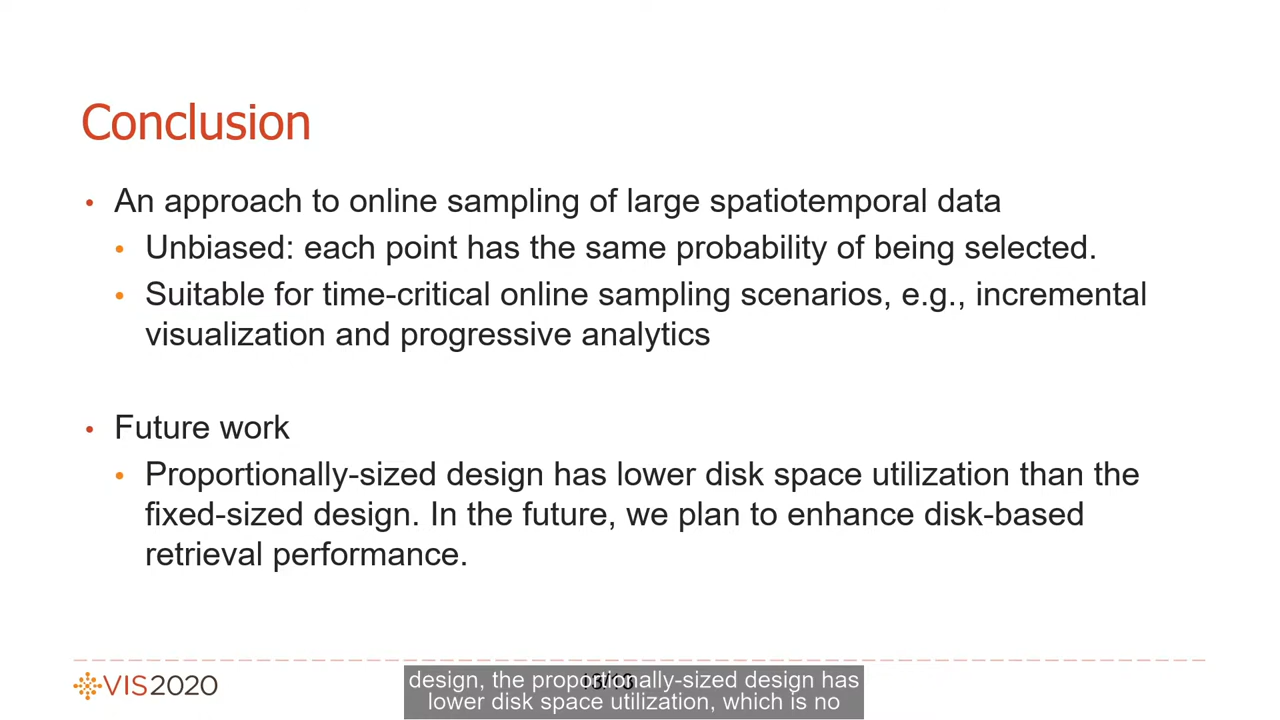 Conclusion
• An approach to online sampling of large spatiotemporal data
• Unbiased: each point has the same probability of being selected.
• Suitable for time-critical online sampling scenarios, e.g., incremental
visualization and progressive analytics
• Future work
• Proportionally-sized design has lower disk space utilization than the
fixed-sized design. In the future, we plan to enhance disk-based
retrieval performance.
VIS2020
design, the proportionally-sized design has
lower disk space utilization, which is no